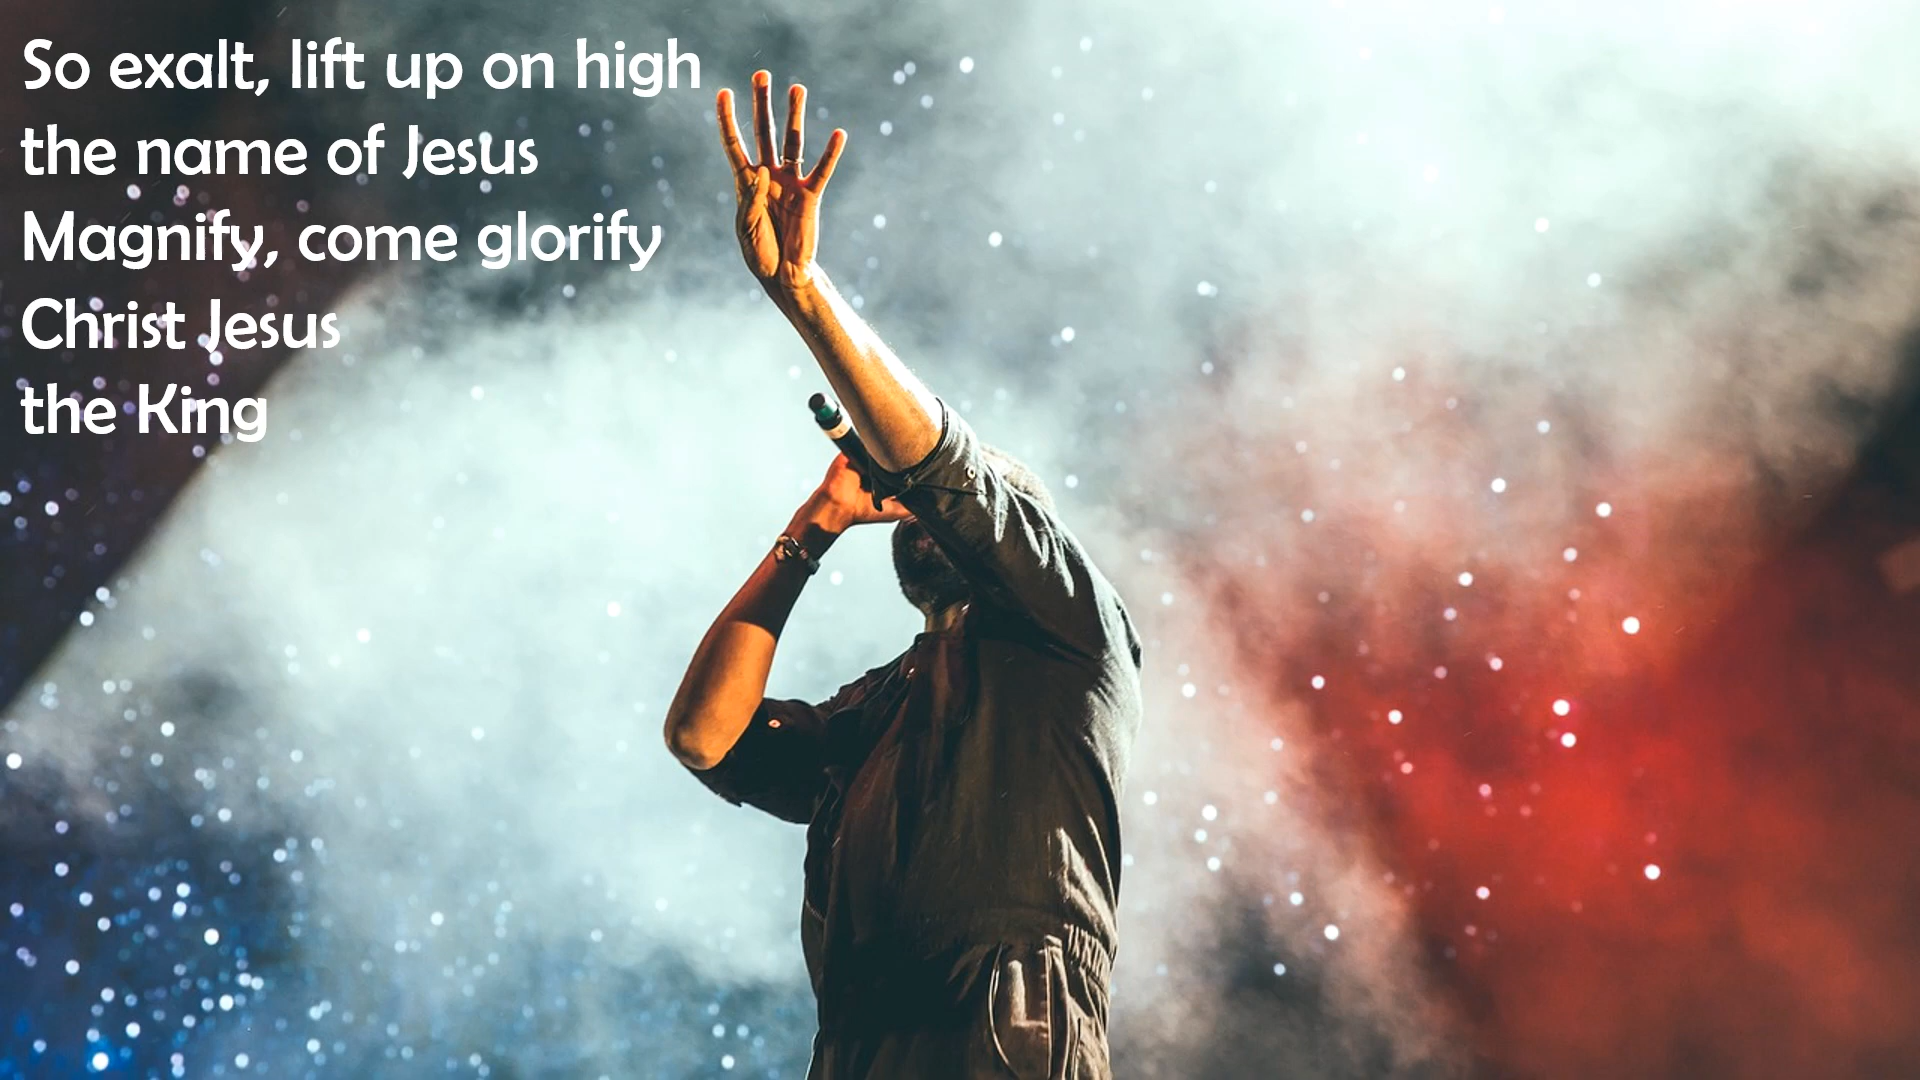 So exalt, lift up on high
the name of Jesus
Magnify, come glorify
Christ Jesus
the King